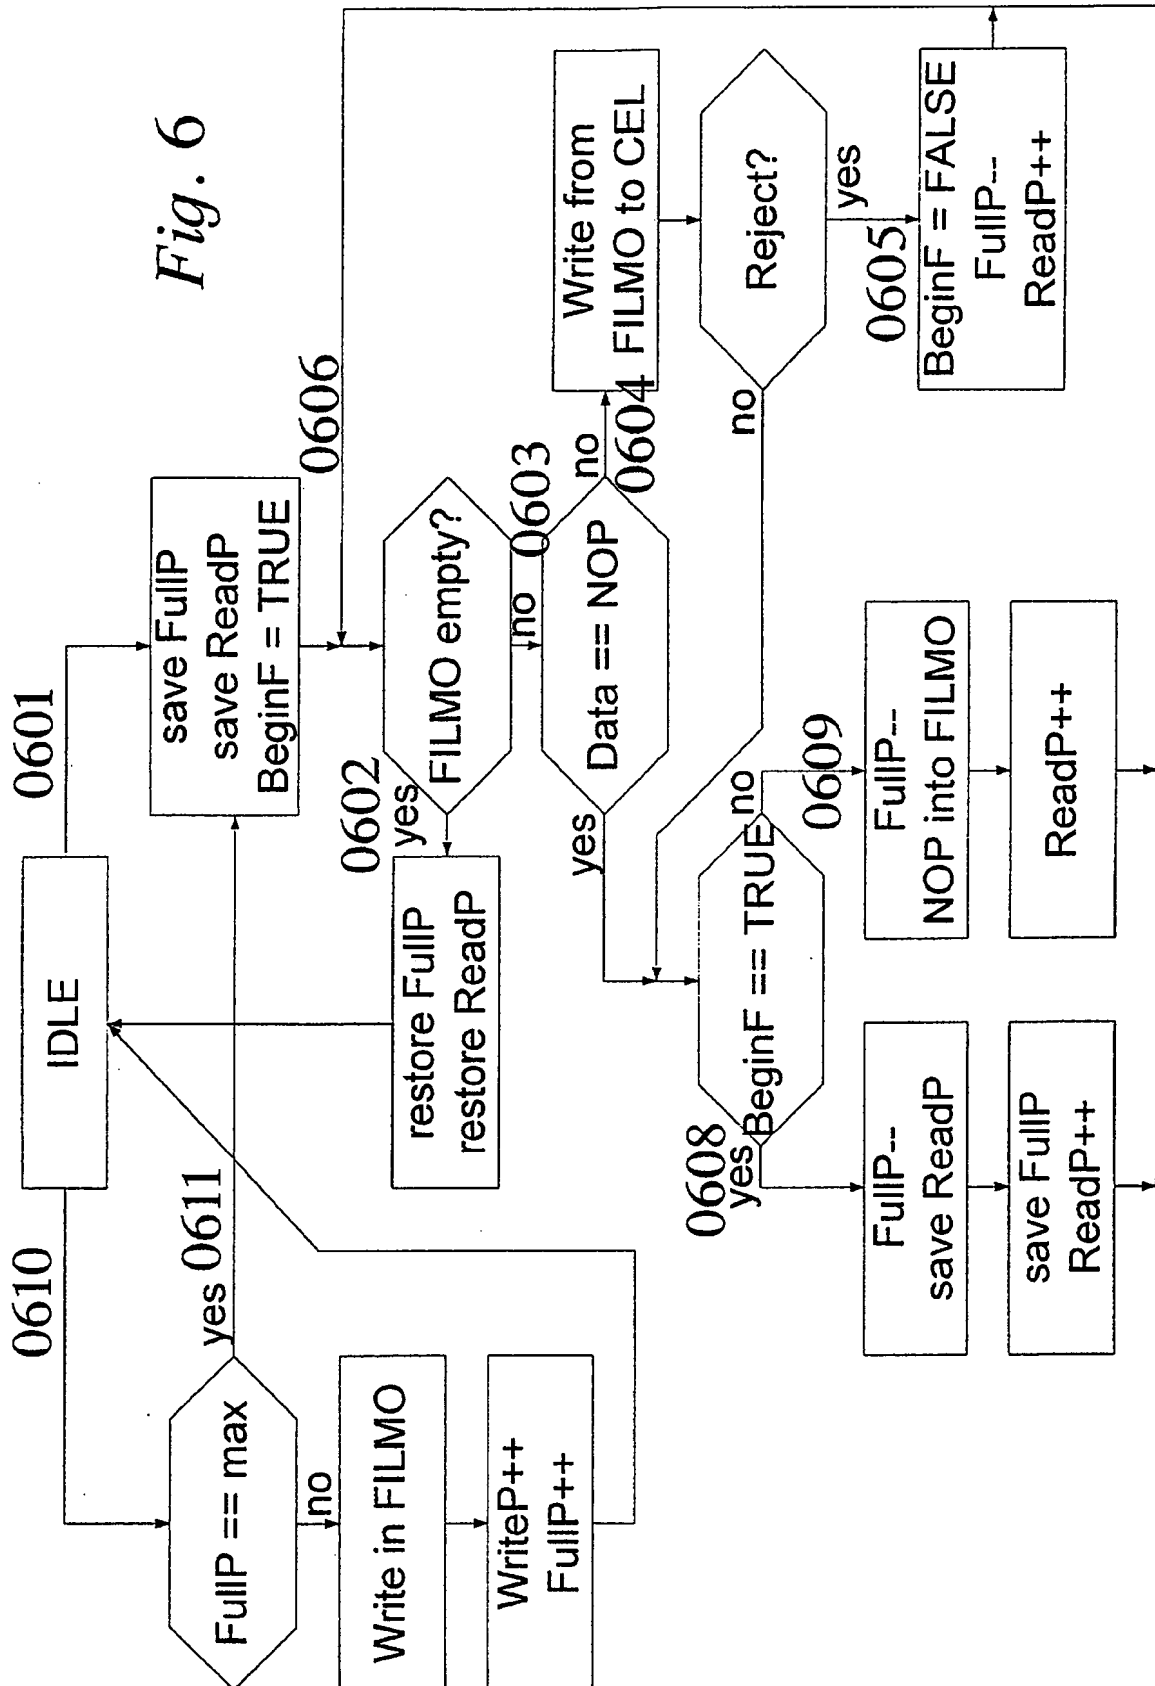 Fig. 6
0610
IDLE
0601
FullP == max
yes
0611
no
Write in FILMO
WriteP++
FullP++
save FullP
save ReadP
BeginF = TRUE
0606
FILMO empty?
0602
yes
restore FullP
restore ReadP
no
0603
Data == NOP
yes
no
0604
Write from
FILMO to CEL
Reject?
no
yes
0605
BeginF = FALSE
FullP--
ReadP++
BeginF == TRUE
0608
yes
FullP--
save ReadP
save FullP
ReadP++
no
0609
FullP--
NOP into FILMO
ReadP++